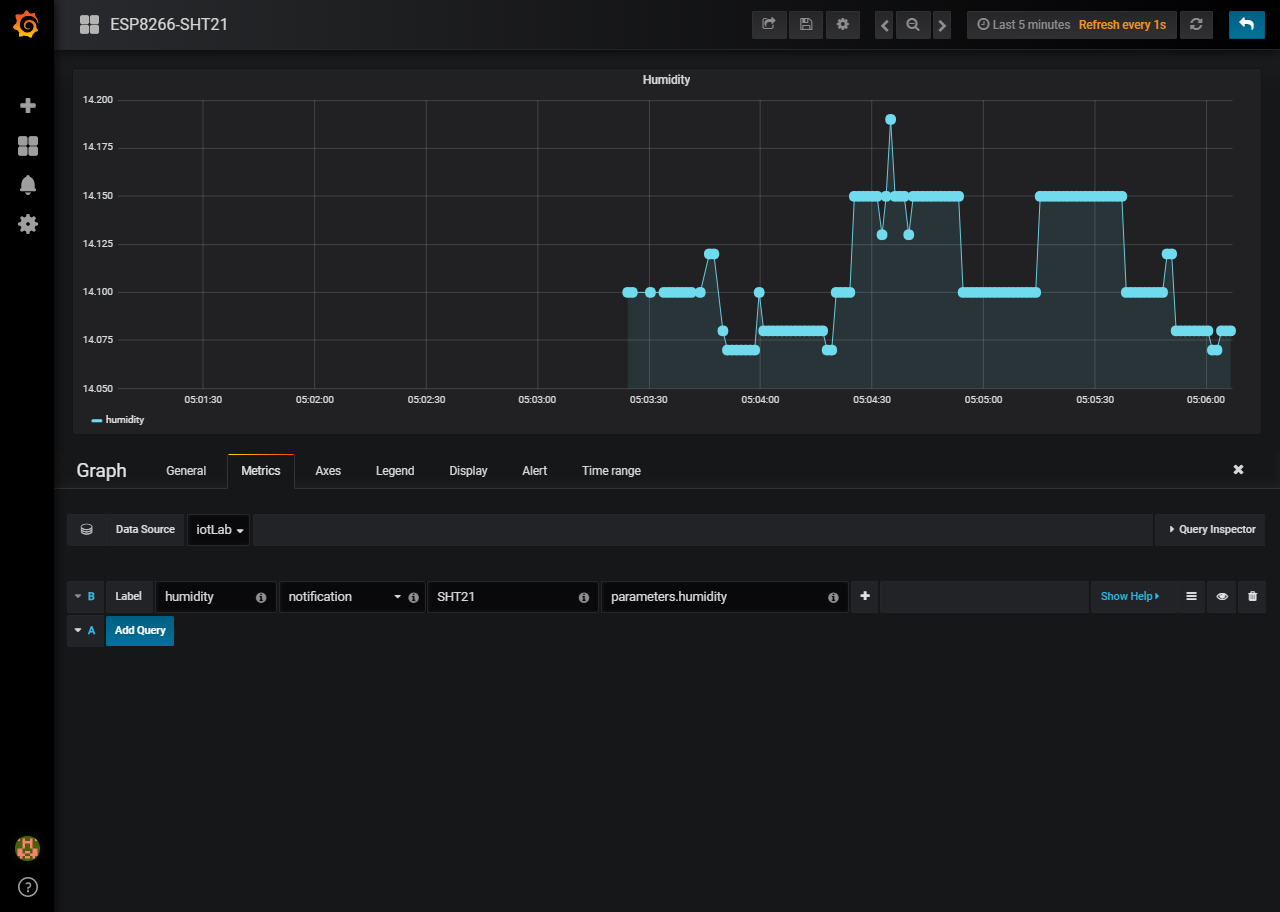 ESP8266-SHT21
Last 5 minutes Refresh every 1s
Humidity
14.200
14.175
14.150
14.125
14.100
14.075
14.050
05:01:30 05:02:00 05:02:30 05:03:00 05:03:30 05:04:00 05:04:30 05:05:00 05:05:30 05:06:00
humidity
Graph General Metrics Axes Legend Display Alert Time range
Data Source iotLab Query Inspector
B Label humidity notification SHT21 parameters.humidity Show Help
A Add Query